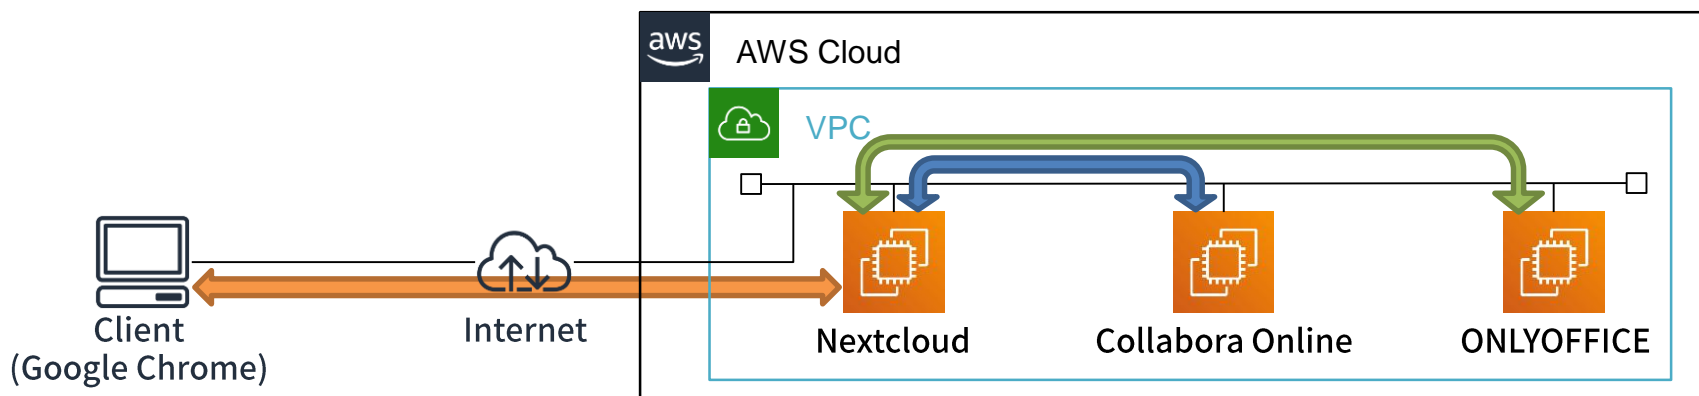 aws
AWS Cloud
VPC
Client
(Google Chrome)
Internet
Nextcloud
Collabora Online
ONLYOFFICE